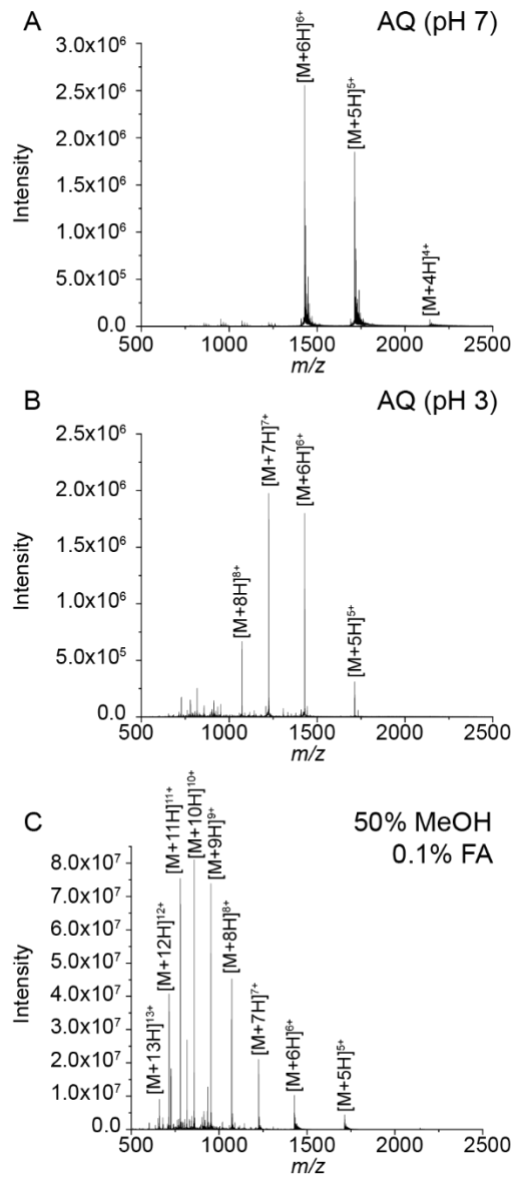 A
AQ (pH 7)
3.0x10⁶
2.5x10⁶
2.0x10⁶
1.5x10⁶
1.0x10⁶
5.0x10⁵
0.0
Intensity
[M+6H]⁶⁺
[M+5H]⁵⁺
[M+4H]⁴⁺
500 1000 1500 2000 2500
m/z
B
AQ (pH 3)
2.5x10⁶
2.0x10⁶
1.5x10⁶
1.0x10⁶
5.0x10⁵
0.0
Intensity
[M+8H]⁸⁺
[M+7H]⁷⁺
[M+6H]⁶⁺
[M+5H]⁵⁺
500 1000 1500 2000 2500
m/z
C
50% MeOH
0.1% FA
8.0x10⁷
7.0x10⁷
6.0x10⁷
5.0x10⁷
4.0x10⁷
3.0x10⁷
2.0x10⁷
1.0x10⁷
0.0
Intensity
[M+13H]¹³⁺
[M+12H]¹²⁺
[M+11H]¹¹⁺
[M+10H]¹⁰⁺
[M+9H]⁹⁺
[M+8H]⁸⁺
[M+7H]⁷⁺
[M+6H]⁶⁺
[M+5H]⁵⁺
500 1000 1500 2000 2500
m/z